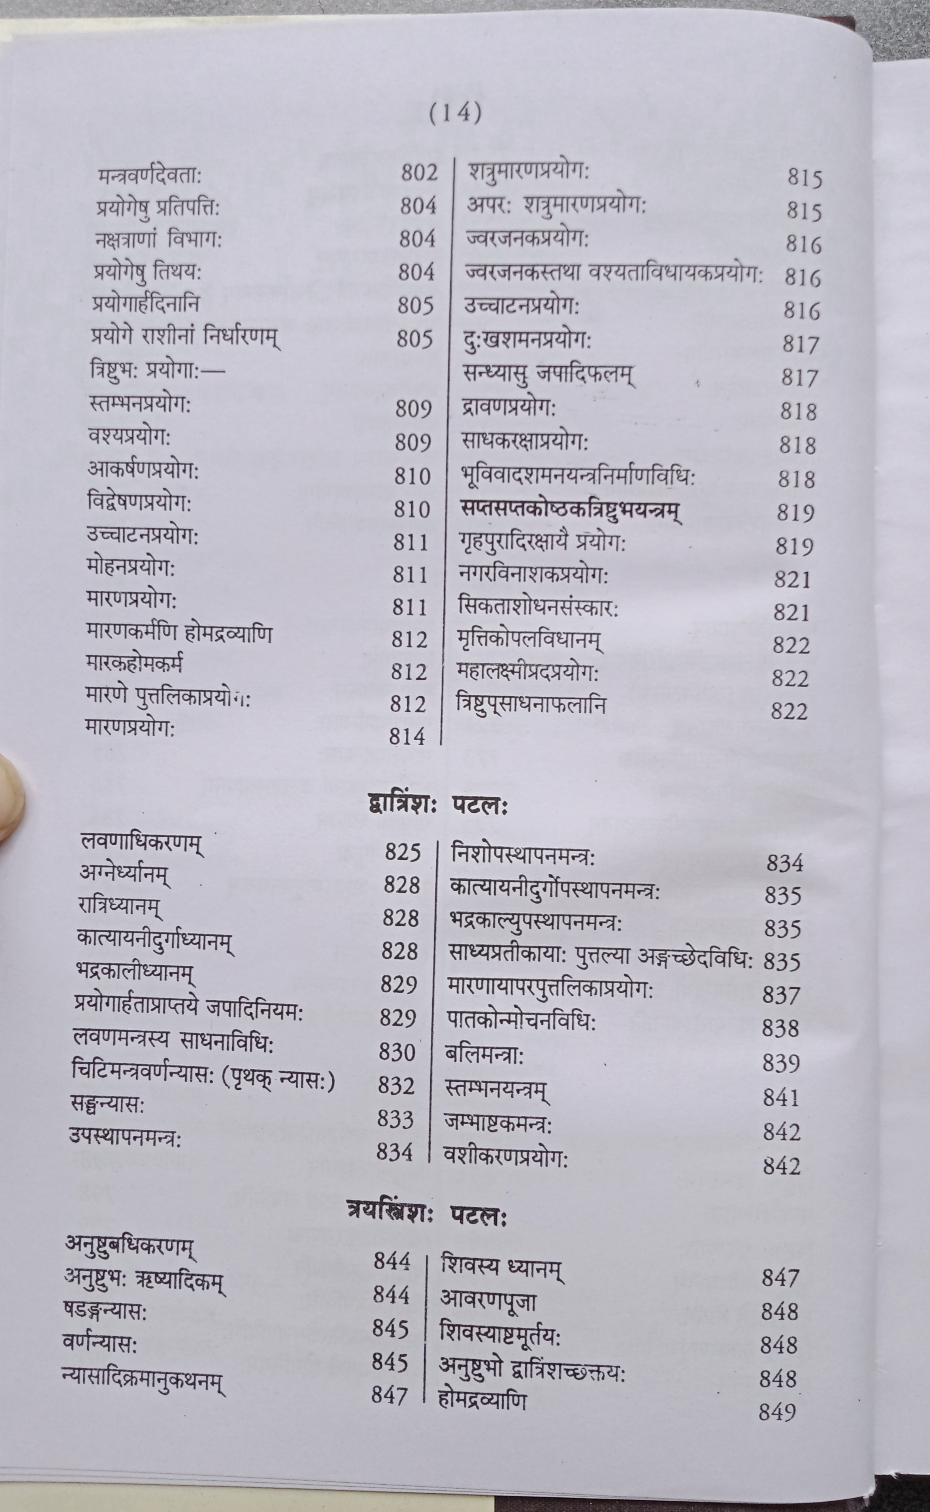 (14)
मन्त्रवर्णदेवताः 802
प्रयोगेषु प्रतिपत्तिः 804
नक्षत्राणां विभागः 804
प्रयोगेषु तिथयः 804
प्रयोगार्हदिनानि 805
प्रयोगे राशीनां निर्धारणम् 805
त्रिष्टुभः प्रयोगाः—
स्तम्भनप्रयोगः 809
वश्यप्रयोगः 809
आकर्षणप्रयोगः 810
विद्वेषणप्रयोगः 810
उच्चाटनप्रयोगः 811
मोहनप्रयोगः 811
मारणप्रयोगः 811
मारणकर्मणि होमद्रव्याणि 812
मारकहोमकर्म 812
मारणे पुत्तलिकाप्रयोगः 812
मारणप्रयोगः 814
शत्रुमारणप्रयोगः 815
अपरः शत्रुमारणप्रयोगः 815
ज्वरजनकप्रयोगः 816
ज्वरजनकस्तथा वश्यताविधायकप्रयोगः 816
उच्चाटनप्रयोगः 816
दुःखशमनप्रयोगः 817
सन्ध्यासु जपादिफलम् 817
द्रावणप्रयोगः 818
साधकरक्षाप्रयोगः 818
भूविवादशमनयन्त्रनिर्माणविधिः 818
सप्तसप्तकोष्ठकत्रिष्टुभयन्त्रम् 819
गृहपुरादिरक्षायै प्रयोगः 819
नगरविनाशकप्रयोगः 821
सिकताशोधनसंस्कारः 821
मृत्तिकोपलविधानम् 822
महालक्ष्मीप्रदप्रयोगः 822
त्रिष्टुप्साधनाफलानि 822
द्वात्रिंशः पटलः
लवणाधिकरणम् 825
अग्नेर्ध्यानम् 828
रात्रिध्यानम् 828
कात्यायनीदुर्गाध्यानम् 828
भद्रकालीध्यानम् 829
प्रयोगार्हताप्राप्तये जपादिनियमः 829
लवणमन्त्रस्य साधनाविधिः 830
चिटिमन्त्रवर्णन्यासः (पृथक् न्यासः) 832
सङ्घन्यासः 833
उपस्थापनमन्त्रः 834
निशोपस्थापनमन्त्रः 834
कात्यायनीदुर्गोपस्थापनमन्त्रः 835
भद्रकाल्युपस्थापनमन्त्रः 835
साध्यप्रतीकायाः पुत्तल्या अङ्गच्छेदविधिः 835
मारणायापरपुत्तलिकाप्रयोगः 837
पातकोन्मोचनविधिः 838
बलिमन्त्राः 839
स्तम्भनयन्त्रम् 841
जम्भाष्टकमन्त्रः 842
वशीकरणप्रयोगः 842
त्रयस्त्रिंशः पटलः
अनुष्टुबधिकरणम् 844
अनुष्टुभः ऋष्यादिकम् 844
षडङ्गन्यासः 845
वर्णन्यासः 845
न्यासादिक्रमानुकथनम् 847
शिवस्य ध्यानम् 847
आवरणपूजा 848
शिवस्याष्टमूर्तयः 848
अनुष्टुभो द्वात्रिंशच्छक्तयः 848
होमद्रव्याणि 849